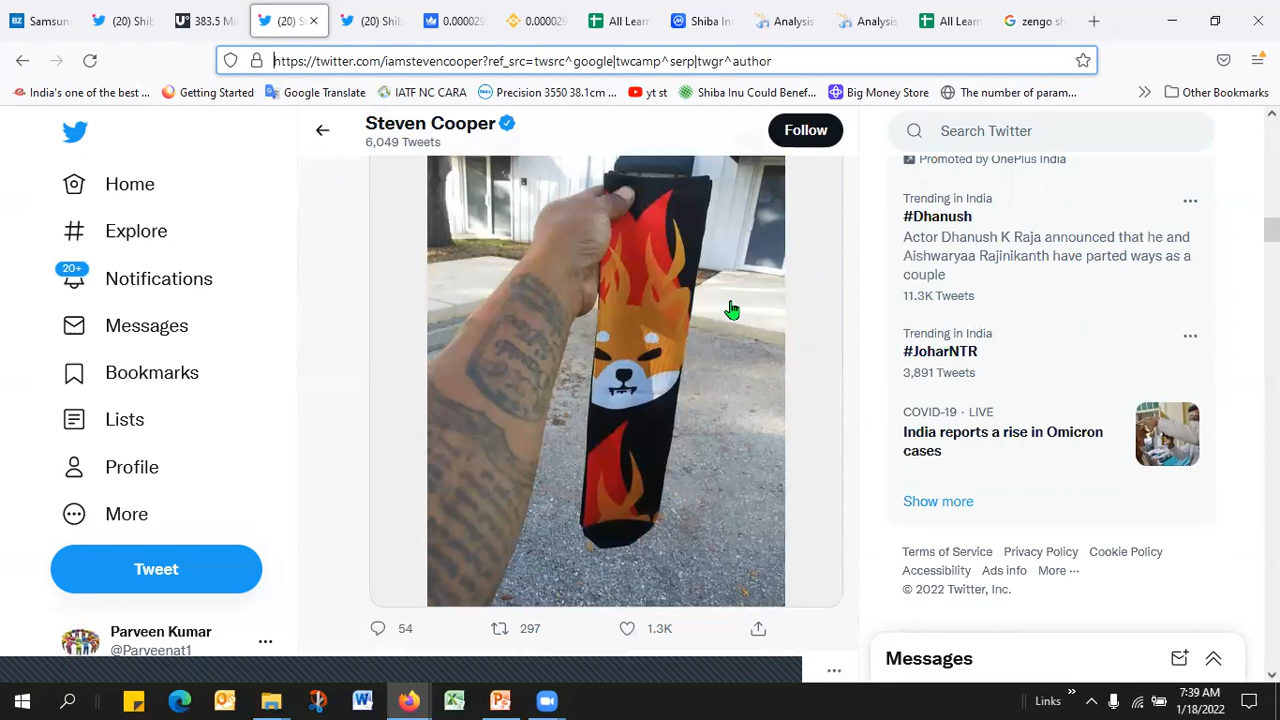 Samsun
(20) Shib
383.5 Mi
(20) S
(20) Shib
0.000029
0.000029
All Learn
Shiba Inu
Analysis
Analysis
All Learn
zengo sh
https://twitter.com/iamstevencooper?ref_src=twsrc^google|twcamp^serp|twgr^author
India's one of the best ...
Getting Started
Google Translate
IATF NC CARA
Precision 3550 38.1cm ...
yt st
Shiba Inu Could Benef...
Big Money Store
The number of param...
Other Bookmarks
Steven Cooper
6,049 Tweets
Follow
Search Twitter
Home
Explore
20+
Notifications
Messages
Bookmarks
Lists
Profile
More
Tweet
Parveen Kumar
@Parveenat1
Promoted by OnePlus India
Trending in India
#Dhanush
Actor Dhanush K Raja announced that he and
Aishwaryaa Rajinikanth have parted ways as a
couple
11.3K Tweets
Trending in India
#JoharNTR
3,891 Tweets
COVID-19 · LIVE
India reports a rise in Omicron
cases
Show more
Terms of Service Privacy Policy Cookie Policy
Accessibility Ads info More ···
© 2022 Twitter, Inc.
54
297
1.3K
Messages
Links
7:39 AM
1/18/2022